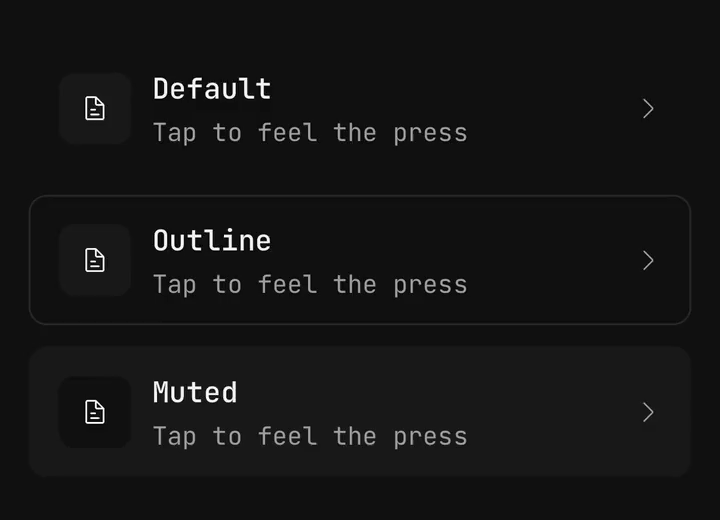 Default
Tap to feel the press
Outline
Tap to feel the press
Muted
Tap to feel the press